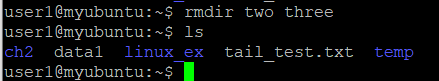 user1@myubuntu:~$ rmdir two three
user1@myubuntu:~$ ls
ch2  data1  linux_ex  tail_test.txt  temp
user1@myubuntu:~$